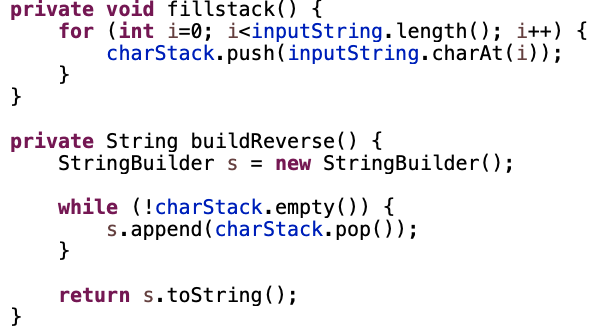 private void fillstack() {
    for (int i=0; i<inputString.length(); i++) {
        charStack.push(inputString.charAt(i));
    }
}

private String buildReverse() {
    StringBuilder s = new StringBuilder();

    while (!charStack.empty()) {
        s.append(charStack.pop());
    }

    return s.toString();
}